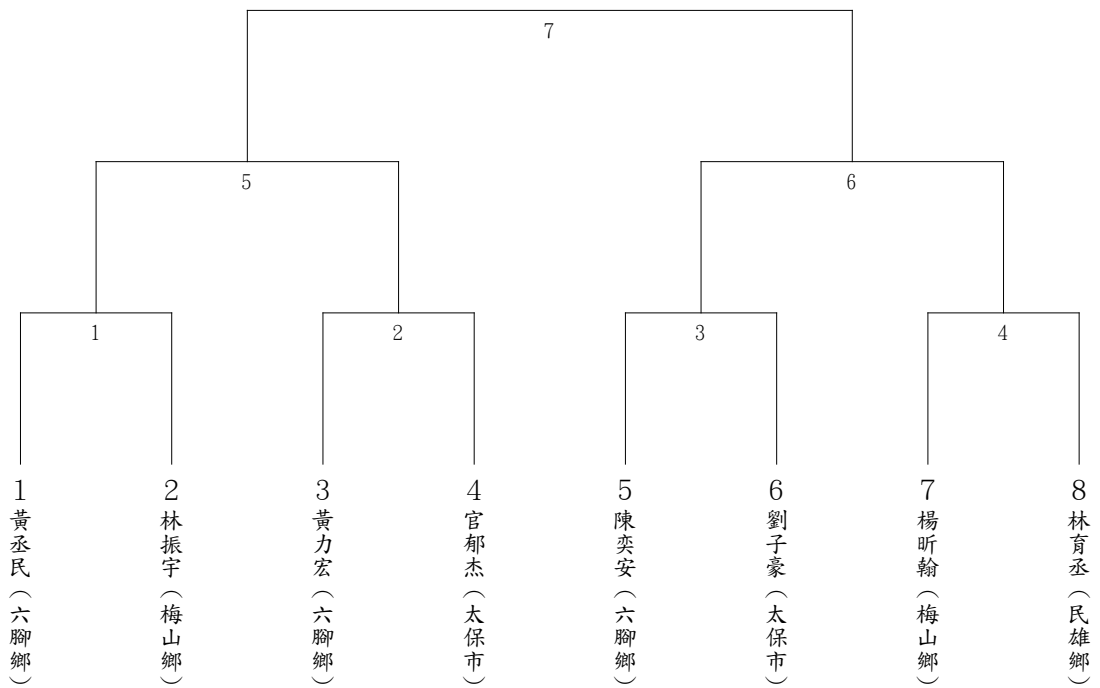 7
5
6
1
2
3
4
1
黃丞民（六腳鄉）
2
林振宇（梅山鄉）
3
黃力宏（六腳鄉）
4
官郁杰（太保市）
5
陳奕安（六腳鄉）
6
劉子豪（太保市）
7
楊昕翰（梅山鄉）
8
林育丞（民雄鄉）